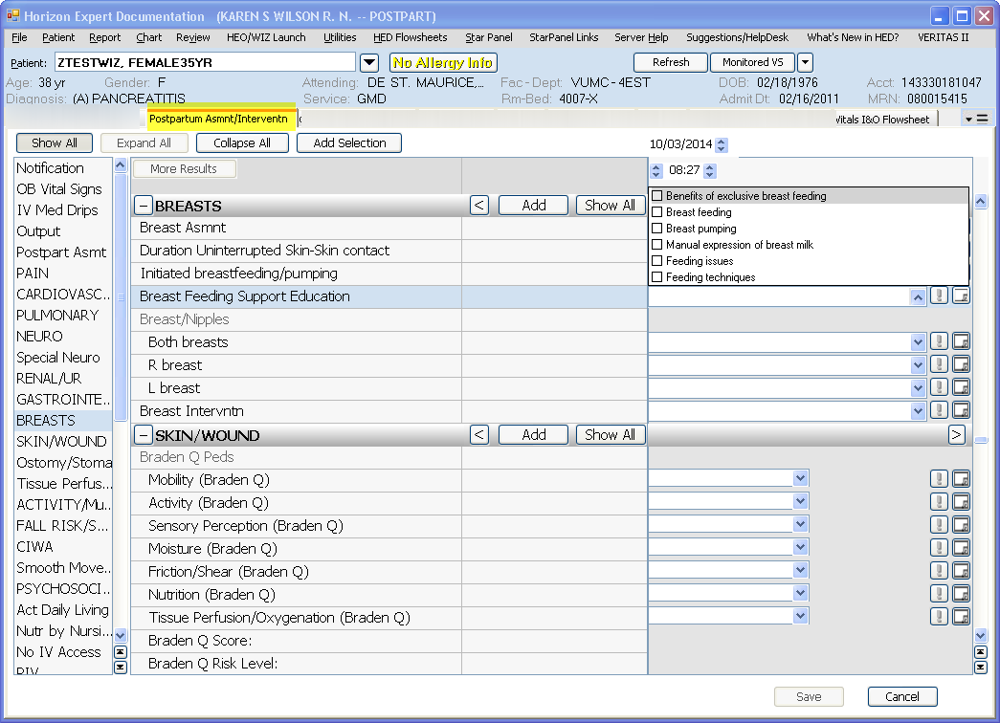 Horizon Expert Documentation (KAREN S WILSON R. N. -- POSTPART)
File Patient Report Chart Review HEO/WIZ Launch Utilities HED Flowsheets Star Panel StarPanel Links Server Help Suggestions/HelpDesk What's New in HED? VERITAS II
Patient: ZTESTWIZ, FEMALE35YR No Allergy Info Refresh Monitored VS
Age: 38 yr Gender: F Attending: DE ST. MAURICE,... Fac - Dept: VUMC - 4EST DOB: 02/18/1976 Acct: 143330181047
Diagnosis: (A) PANCREATITIS Service: GMD Rm-Bed: 4007-X Admit Dt: 02/16/2011 MRN: 080015415
Postpartum Asmnt/Interventn Vitals I&O Flowsheet
Show All Expand All Collapse All Add Selection 10/03/2014
Notification
OB Vital Signs
IV Med Drips
Output
Postpart Asmt
PAIN
CARDIOVASC...
PULMONARY
NEURO
Special Neuro
RENAL/UR
GASTROINTE...
BREASTS
SKIN/WOUND
Ostomy/Stoma
Tissue Perfus...
ACTIVITY/Mu...
FALL RISK/S...
CIWA
Smooth Move...
PSYCHOSOCI...
Act Daily Living
Nutr by Nursi...
No IV Access
PIV
More Results 08:27
BREASTS < Add Show All
Breast Asmnt
Duration Uninterrupted Skin-Skin contact
Initiated breastfeeding/pumping
Breast Feeding Support Education
Breast/Nipples
Both breasts
R breast
L breast
Breast Intervntn
Benefits of exclusive breast feeding
Breast feeding
Breast pumping
Manual expression of breast milk
Feeding issues
Feeding techniques
SKIN/WOUND < Add Show All >
Braden Q Peds
Mobility (Braden Q)
Activity (Braden Q)
Sensory Perception (Braden Q)
Moisture (Braden Q)
Friction/Shear (Braden Q)
Nutrition (Braden Q)
Tissue Perfusion/Oxygenation (Braden Q)
Braden Q Score:
Braden Q Risk Level:
Save Cancel